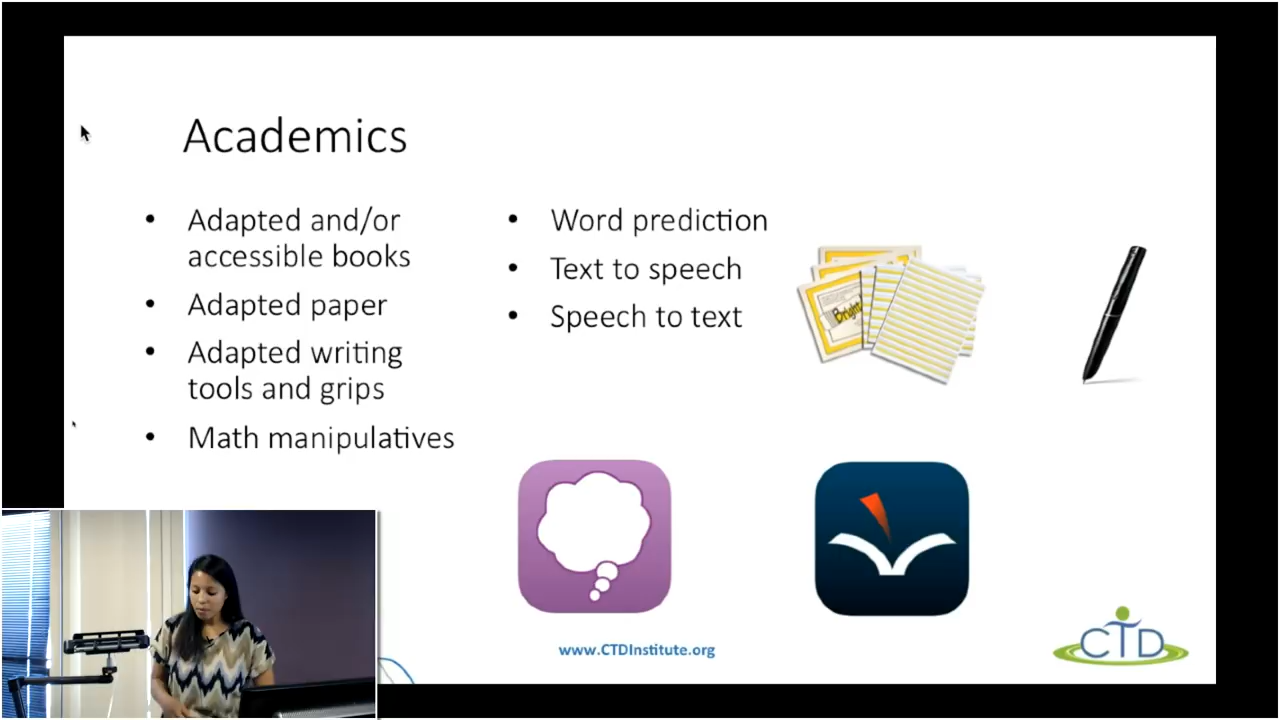 Academics
• Adapted and/or
accessible books
• Adapted paper
• Adapted writing
tools and grips
• Math manipulatives
• Word prediction
• Text to speech
• Speech to text
Bright
www.CTDInstitute.org
CTD